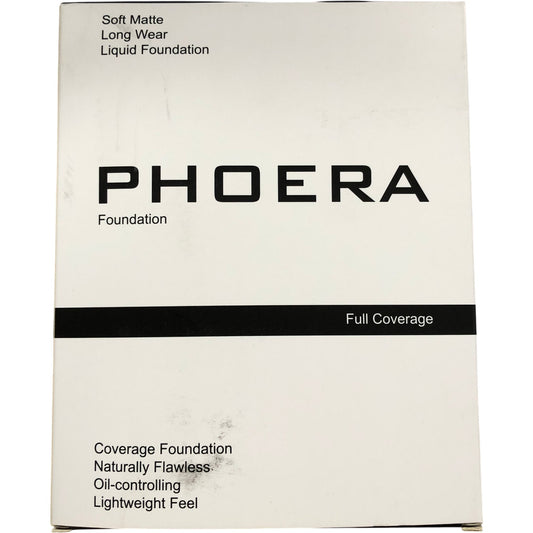 Soft Matte
Long Wear
Liquid Foundation
PHOERA
Foundation
Full Coverage
Coverage Foundation
Naturally Flawless
Oil-controlling
Lightweight Feel